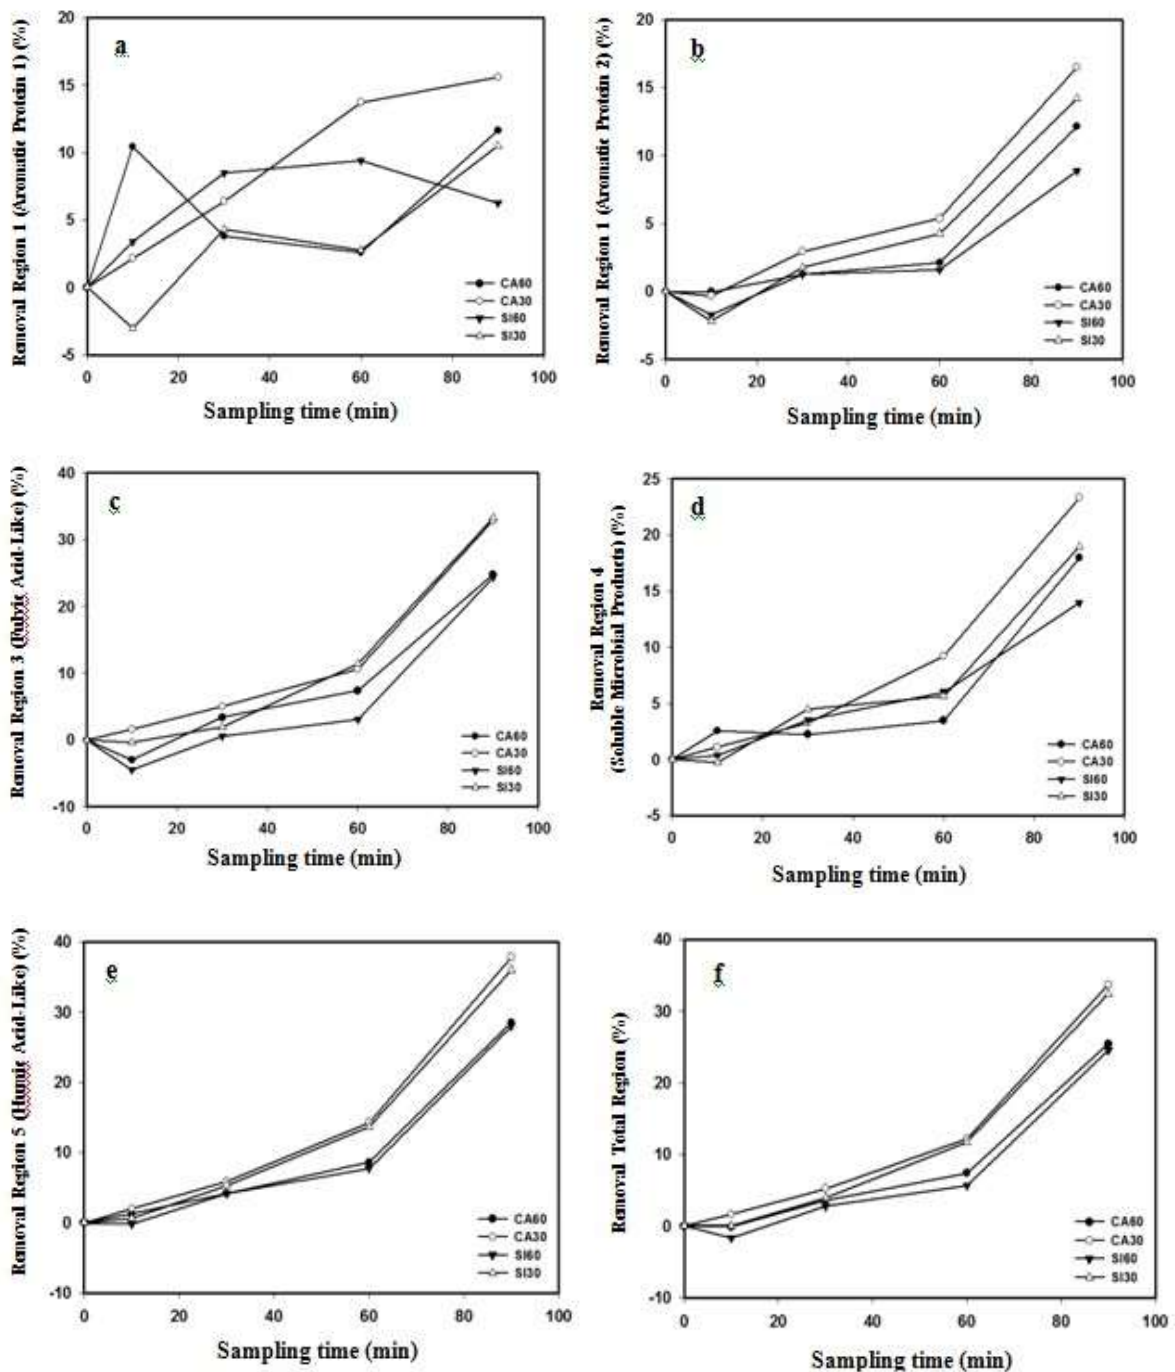 a
Removal Region 1 (Aromatic Protein 1) (%)
20
15
10
5
0
-5
CA60
CA30
SI60
SI30
0 20 40 60 80 100
Sampling time (min)
b
Removal Region 1 (Aromatic Protein 2) (%)
20
15
10
5
0
-5
CA60
CA30
SI60
SI30
0 20 40 60 80 100
Sampling time (min)
c
Removal Region 3 (Fulvic Acid-Like) (%)
40
30
20
10
0
-10
CA60
CA30
SI60
SI30
0 20 40 60 80 100
Sampling time (min)
d
Removal Region 4
(Soluble Microbial Products) (%)
25
20
15
10
5
0
-5
CA60
CA30
SI60
SI30
0 20 40 60 80 100
Sampling time (min)
e
Removal Region 5 (Humic Acid-Like) (%)
40
30
20
10
0
-10
CA60
CA30
SI60
SI30
0 20 40 60 80 100
Sampling time (min)
f
Removal Total Region (%)
40
30
20
10
0
-10
CA60
CA30
SI60
SI30
0 20 40 60 80 100
Sampling time (min)